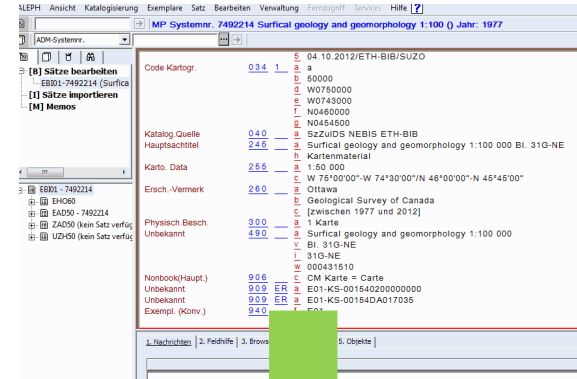 ALEPH Ansicht Katalogisierung Exemplare Satz Bearbeiten Verwaltung Fernzugriff Services Hilfe ?
MP Systemnr. 7492214 Surfical geology and geomorphology 1:100 () Jahr: 1977
ADM-Systemnr.
[B] Sätze bearbeiten
EBI01-7492214 (Surfica
[I] Sätze importieren
[M] Memos
EBI01 - 7492214
EHO60
EAD50 - 7492214
ZAD50 (kein Satz verfüg
UZH50 (kein Satz verfüg
5 04.10.2012/ETH-BIB/SUZO
Code Kartogr. 034 1 a a
b 50000
d W0750000
e W0743000
f N0460000
g N0454500
Katalog.Quelle 040 a SzZuIDS NEBIS ETH-BIB
Hauptsachtitel 245 a Surfical geology and geomorphology 1:100 000 Bl. 31G-NE
h Kartenmaterial
Karto. Data 255 a 1:50 000
c W 75°00'00"-W 74°30'00"/N 46°00'00"-N 45°45'00"
Ersch.-Vermerk 260 a Ottawa
b Geological Survey of Canada
c [zwischen 1977 und 2012]
Physisch.Besch. 300 a 1 Karte
Unbekannt 490 a Surfical geology and geomorphology 1:100 000
v Bl. 31G-NE
i 31G-NE
w 000431510
Nonbook(Haupt.) 906 c CM Karte = Carte
Unbekannt 909 ER a E01-KS-001540200000000
Unbekannt 909 ER a E01-KS-00154DA017035
Exempl. (Konv.) 940 f E01
1. Nachrichten 2. Feldhilfe 3. Brows 5. Objekte